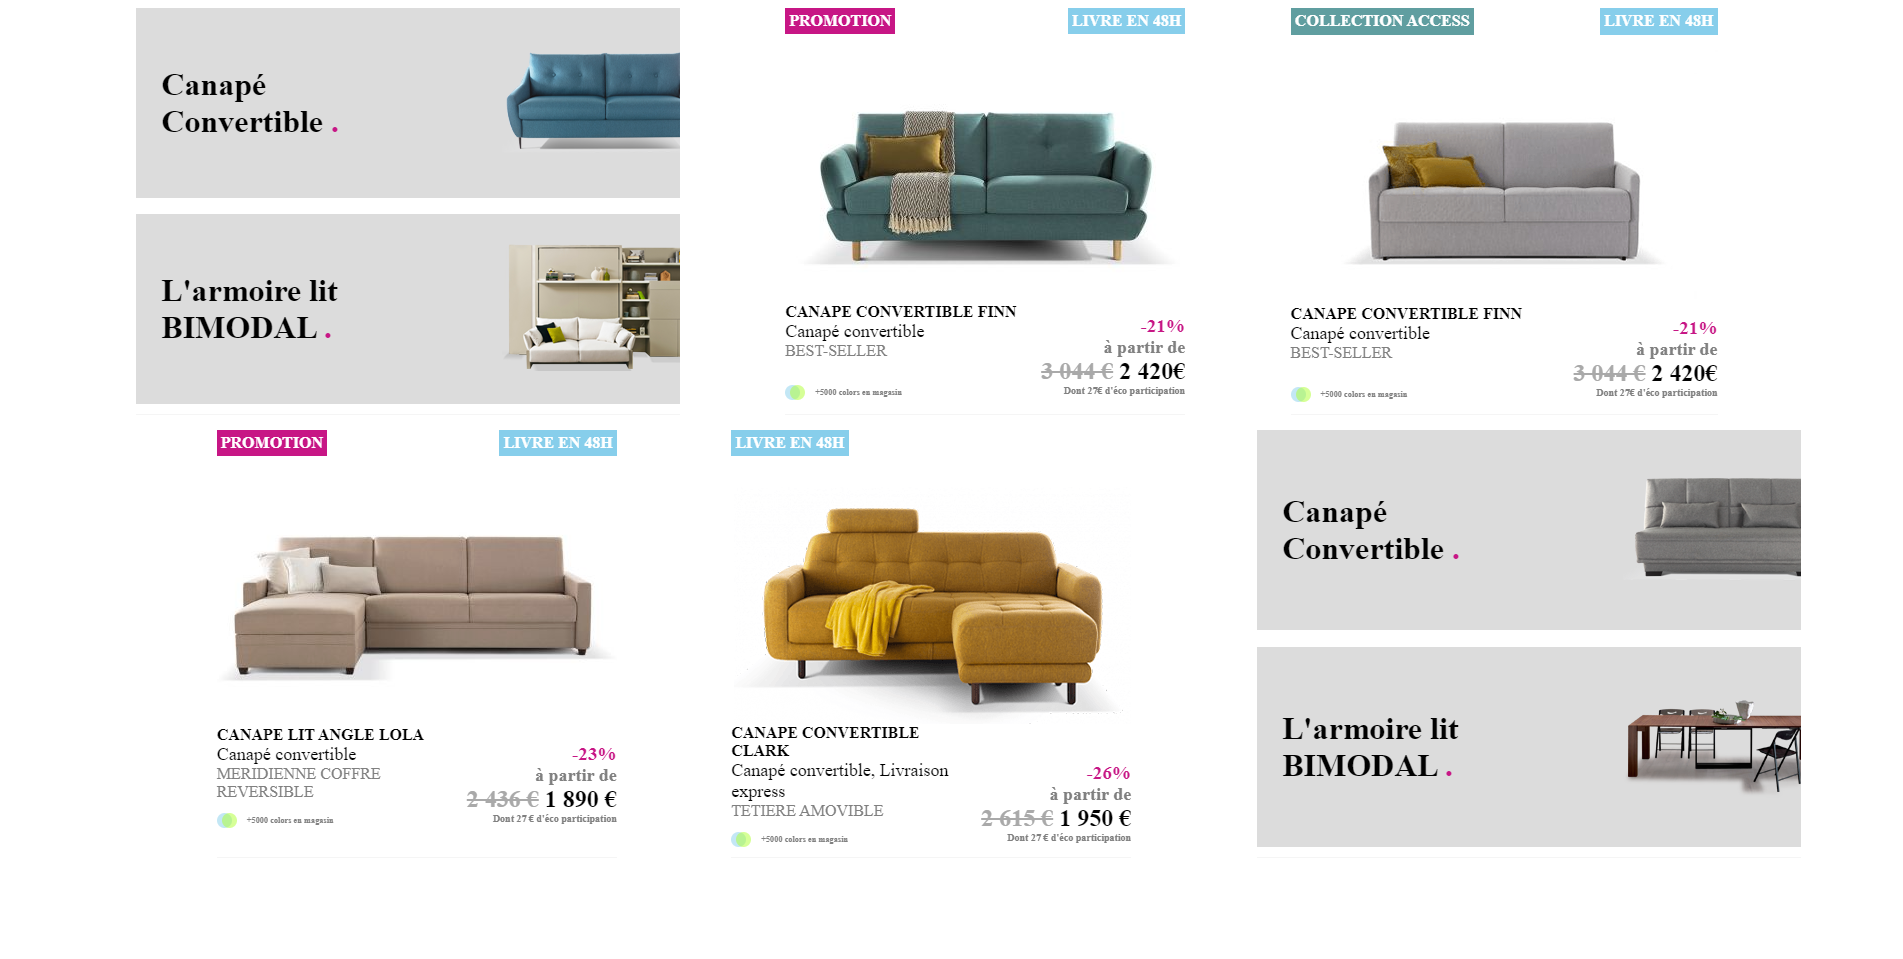 Canapé
Convertible .
L'armoire lit
BIMODAL .
PROMOTION
LIVRE EN 48H
CANAPE CONVERTIBLE FINN
Canapé convertible
BEST-SELLER
+5000 colors en magasin
-21%
à partir de
3 044 € 2 420€
Dont 27€ d'éco participation
COLLECTION ACCESS
LIVRE EN 48H
CANAPE CONVERTIBLE FINN
Canapé convertible
BEST-SELLER
+5000 colors en magasin
-21%
à partir de
3 044 € 2 420€
Dont 27€ d'éco participation
PROMOTION
LIVRE EN 48H
CANAPE LIT ANGLE LOLA
Canapé convertible
MERIDIENNE COFFRE
REVERSIBLE
+5000 colors en magasin
-23%
à partir de
2 436 € 1 890 €
Dont 27 € d'éco participation
LIVRE EN 48H
CANAPE CONVERTIBLE
CLARK
Canapé convertible, Livraison
express
TETIERE AMOVIBLE
+5000 colors en magasin
-26%
à partir de
2 615 € 1 950 €
Dont 27 € d'éco participation
Canapé
Convertible .
L'armoire lit
BIMODAL .